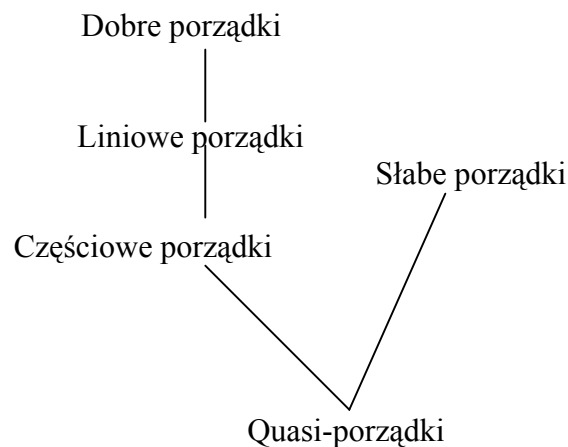 Dobre porządki
Liniowe porządki
Słabe porządki
Częściowe porządki
Quasi-porządki